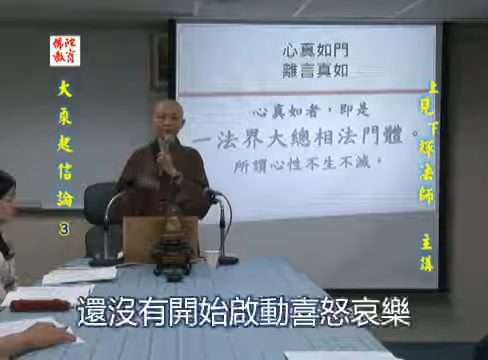 佛陀
教育
大乘起信論 3
心真如門
離言真如
心真如者，即是
一法界大總相法門體。
所謂心性不生不滅。
上見下輝法師 主講
還沒有開始啟動喜怒哀樂